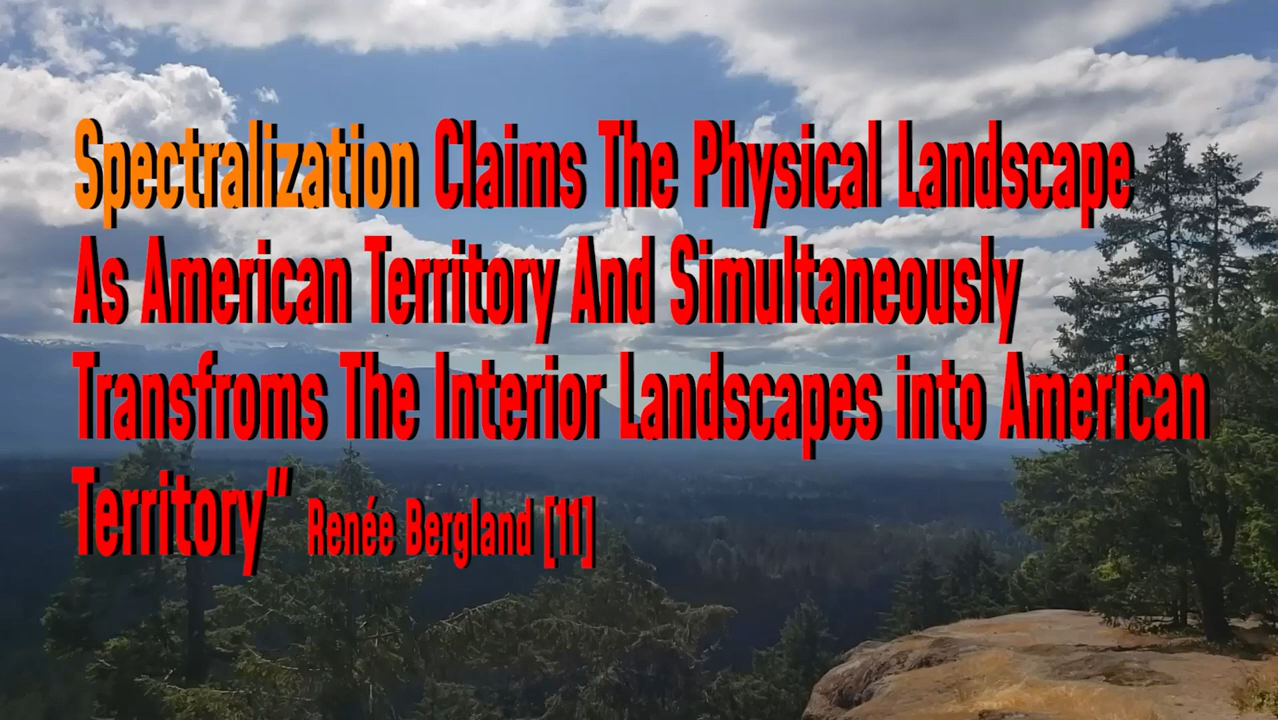 Spectralization Claims The Physical Landscape
As American Territory And Simultaneously
Transfroms The Interior Landscapes into American
Territory” Renée Bergland [11]